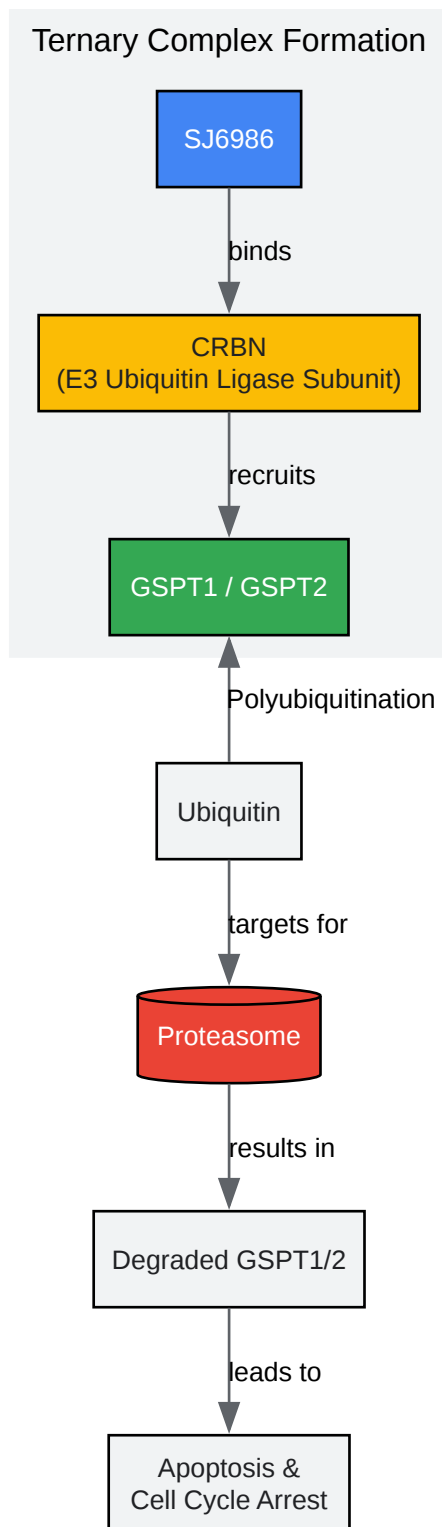 Ternary Complex Formation
SJ6986
binds
CRBN
(E3 Ubiquitin Ligase Subunit)
recruits
GSPT1 / GSPT2
Polyubiquitination
Ubiquitin
targets for
Proteasome
results in
Degraded GSPT1/2
leads to
Apoptosis &
Cell Cycle Arrest